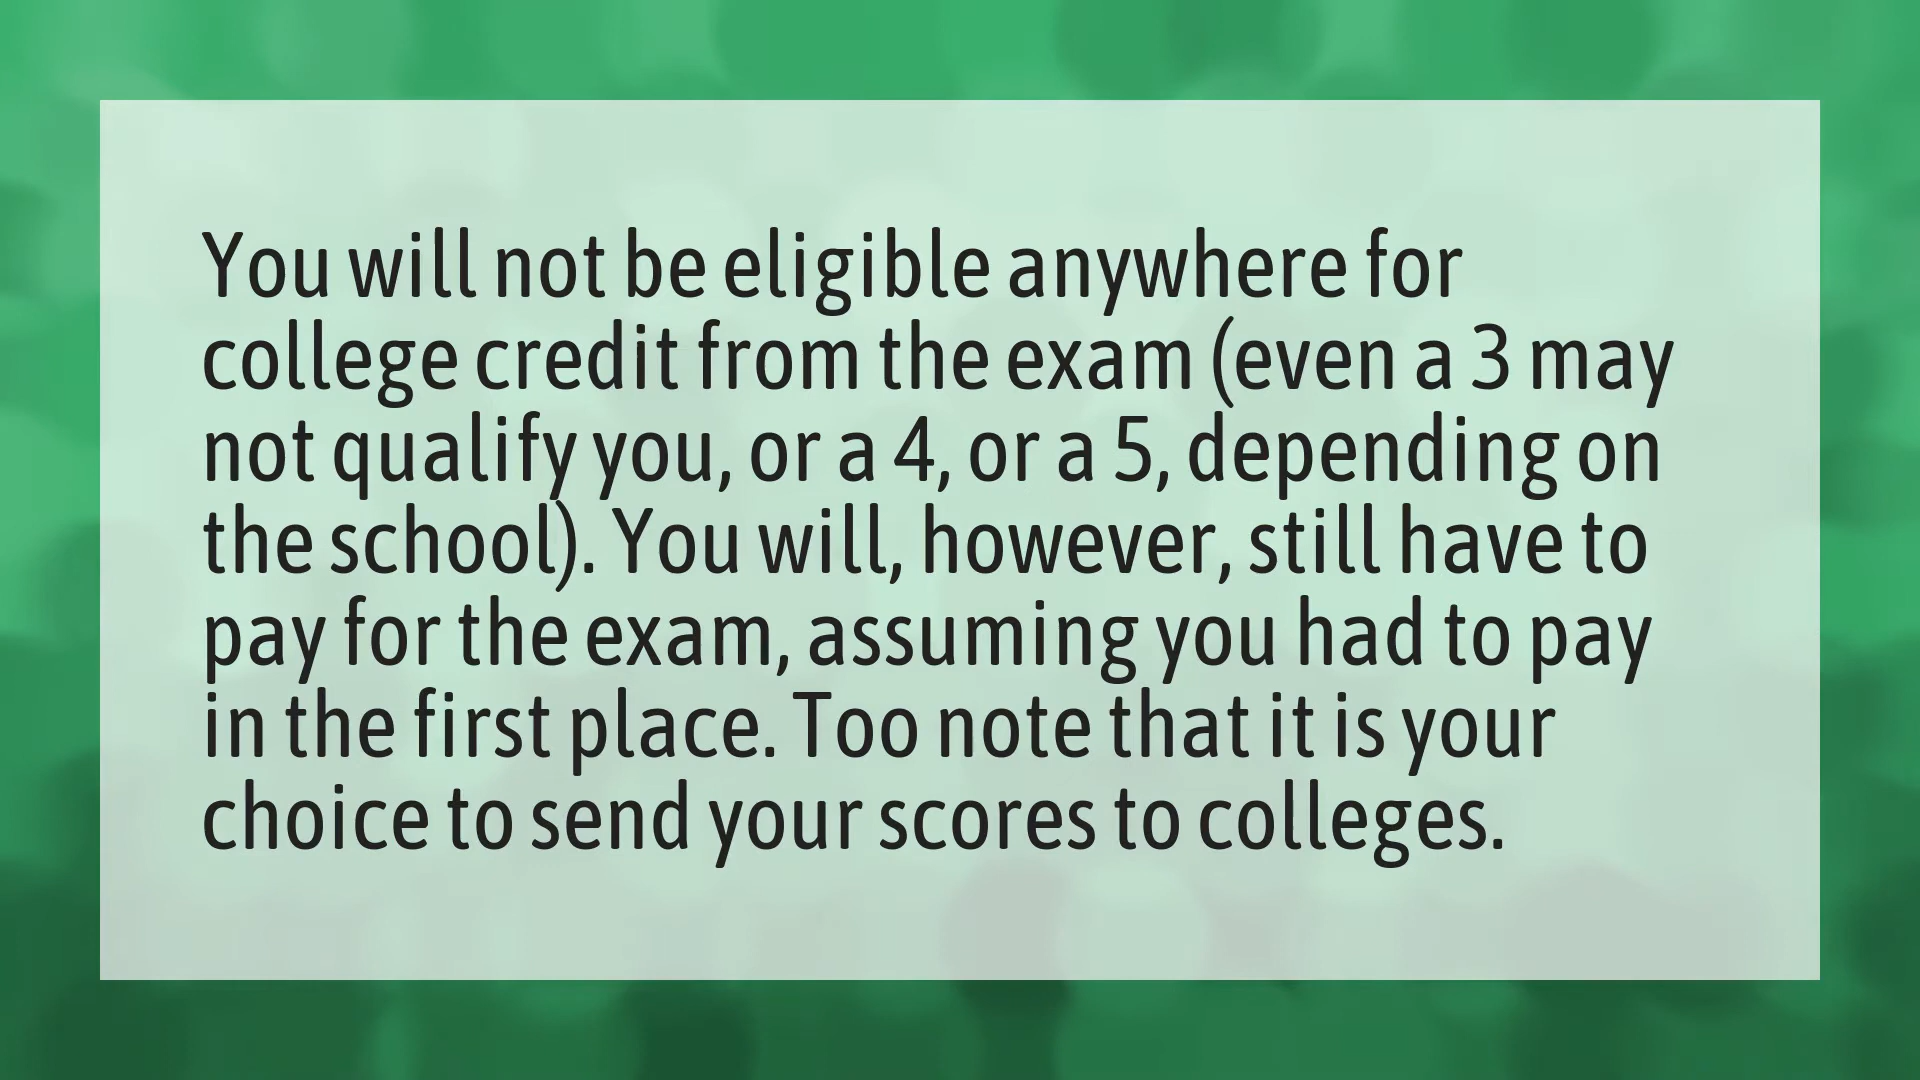 You will not be eligible anywhere for
college credit from the exam (even a 3 may
not qualify you, or a 4, or a 5, depending on
the school). You will, however, still have to
pay for the exam, assuming you had to pay
in the first place. Too note that it is your
choice to send your scores to colleges.